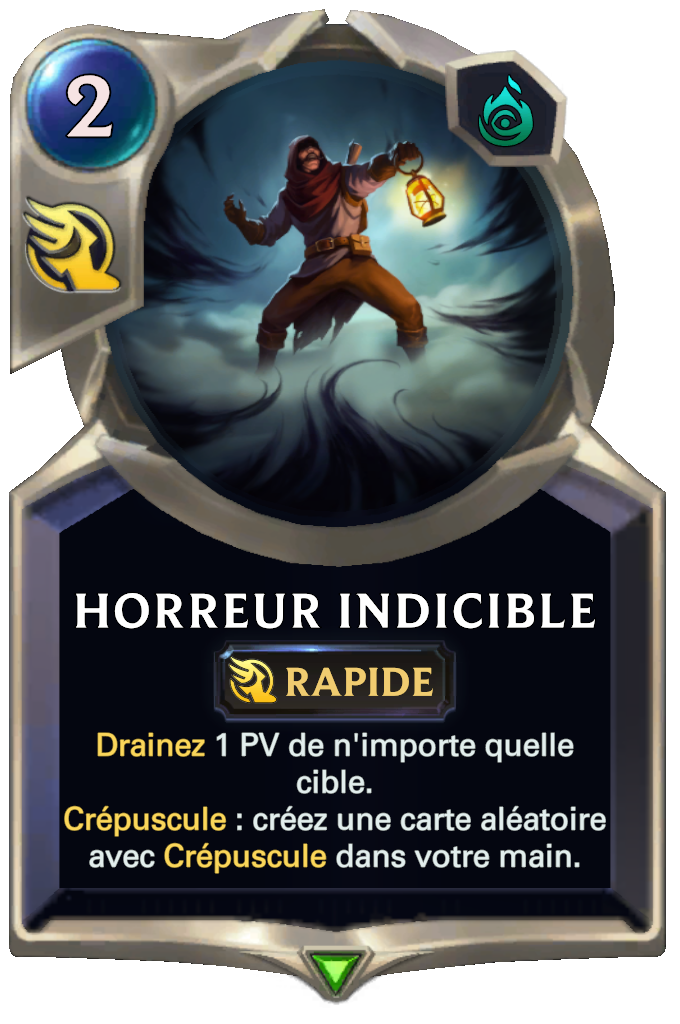 2
HORREUR INDICIBLE
RAPIDE
Drainez 1 PV de n'importe quelle
cible.
Crépuscule : créez une carte aléatoire
avec Crépuscule dans votre main.